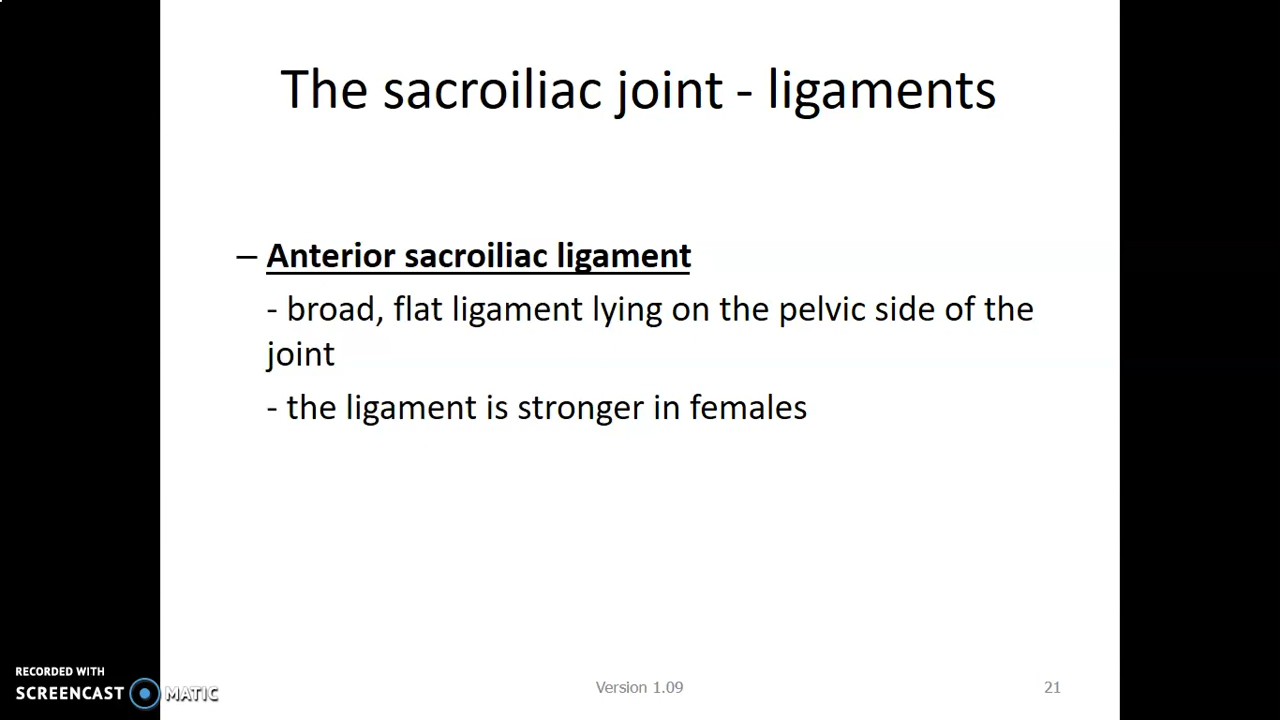 The sacroiliac joint - ligaments
– Anterior sacroiliac ligament
- broad, flat ligament lying on the pelvic side of the
joint
- the ligament is stronger in females
RECORDED WITH
SCREENCAST MATIC
Version 1.09
21